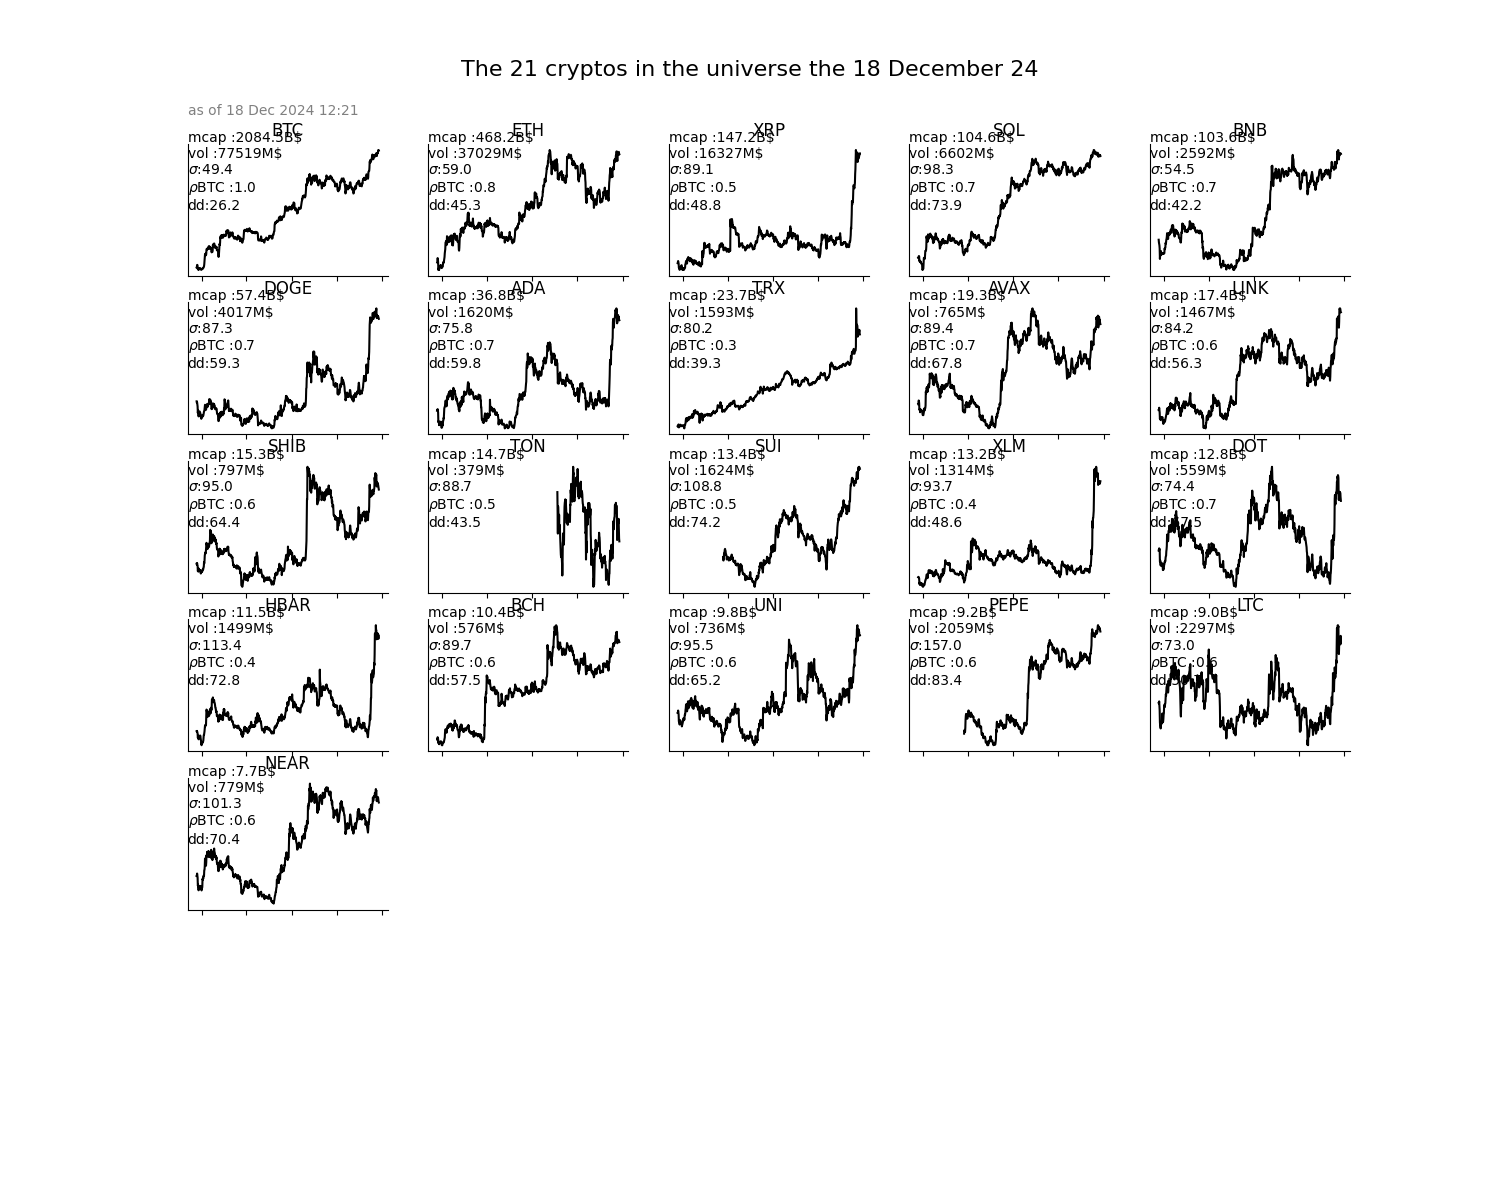 The 21 cryptos in the universe the 18 December 24
as of 18 Dec 2024 12:21
BTC
mcap :2084.5B$
vol :77519M$
σ:49.4
ρBTC :1.0
dd:26.2
ETH
mcap :468.2B$
vol :37029M$
σ:59.0
ρBTC :0.8
dd:45.3
XRP
mcap :147.2B$
vol :16327M$
σ:89.1
ρBTC :0.5
dd:48.8
SOL
mcap :104.6B$
vol :6602M$
σ:98.3
ρBTC :0.7
dd:73.9
BNB
mcap :103.6B$
vol :2592M$
σ:54.5
ρBTC :0.7
dd:42.2
DOGE
mcap :57.4B$
vol :4017M$
σ:87.3
ρBTC :0.7
dd:59.3
ADA
mcap :36.8B$
vol :1620M$
σ:75.8
ρBTC :0.7
dd:59.8
TRX
mcap :23.7B$
vol :1593M$
σ:80.2
ρBTC :0.3
dd:39.3
AVAX
mcap :19.3B$
vol :765M$
σ:89.4
ρBTC :0.7
dd:67.8
LINK
mcap :17.4B$
vol :1467M$
σ:84.2
ρBTC :0.6
dd:56.3
SHIB
mcap :15.3B$
vol :797M$
σ:95.0
ρBTC :0.6
dd:64.4
TON
mcap :14.7B$
vol :379M$
σ:88.7
ρBTC :0.5
dd:43.5
SUI
mcap :13.4B$
vol :1624M$
σ:108.8
ρBTC :0.5
dd:74.2
XLM
mcap :13.2B$
vol :1314M$
σ:93.7
ρBTC :0.4
dd:48.6
DOT
mcap :12.8B$
vol :559M$
σ:74.4
ρBTC :0.7
HBAR
mcap :11.5B$
vol :1499M$
σ:113.4
ρBTC :0.4
dd:72.8
BCH
mcap :10.4B$
vol :576M$
σ:89.7
ρBTC :0.6
dd:57.5
UNI
mcap :9.8B$
vol :736M$
σ:95.5
ρBTC :0.6
dd:65.2
PEPE
mcap :9.2B$
vol :2059M$
σ:157.0
ρBTC :0.6
dd:83.4
LTC
mcap :9.0B$
vol :2297M$
σ:73.0
ρBTC :0.6
NEAR
mcap :7.7B$
vol :779M$
σ:101.3
ρBTC :0.6
dd:70.4